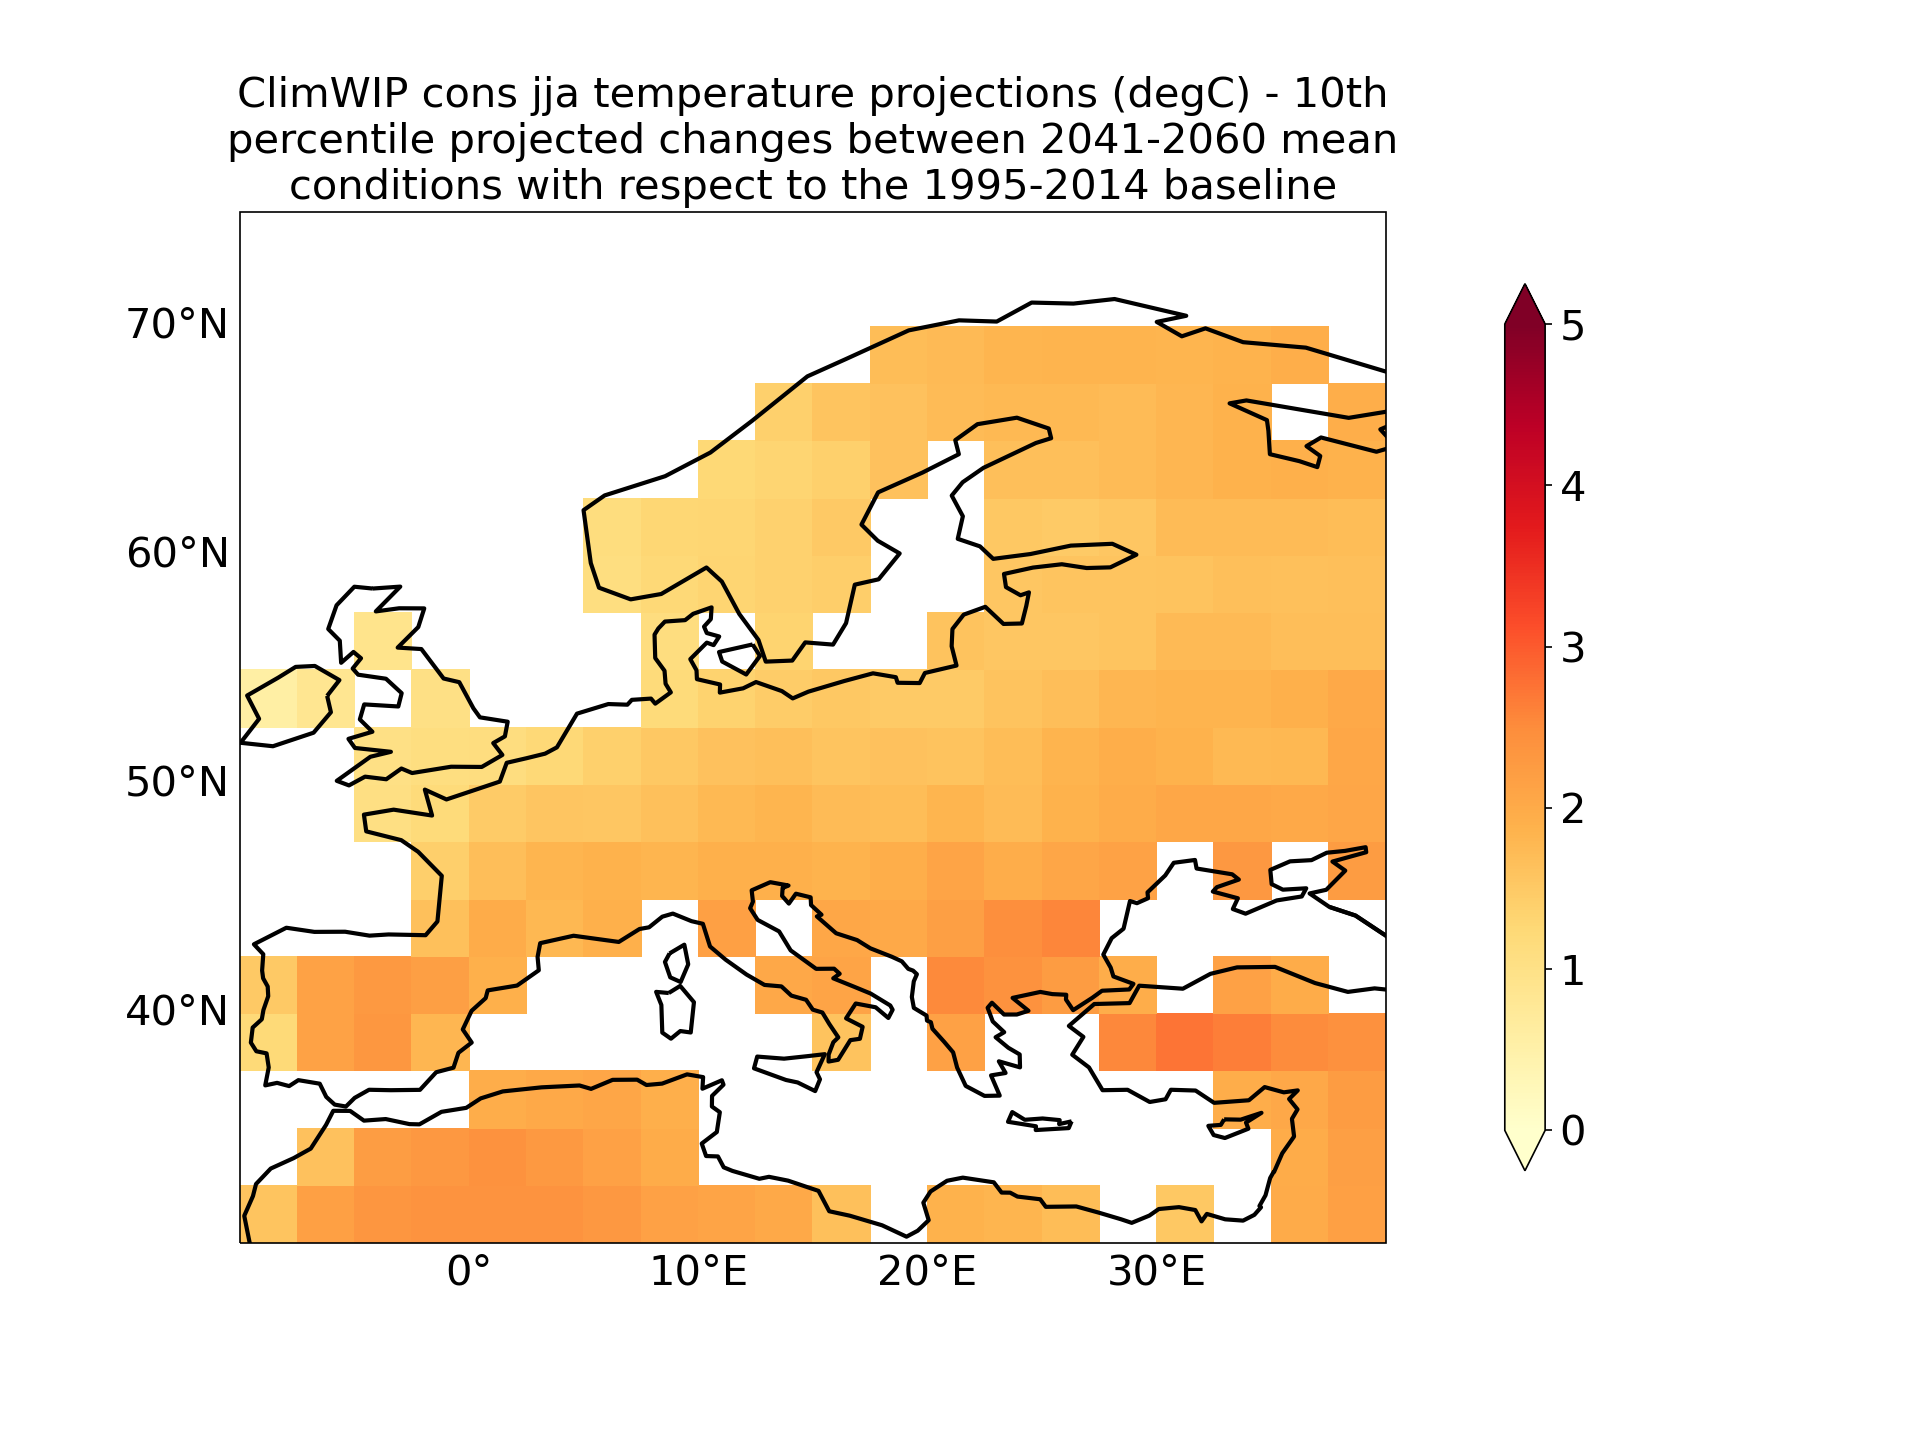 ClimWIP cons jja temperature projections (degC) - 10th
percentile projected changes between 2041-2060 mean
conditions with respect to the 1995-2014 baseline
70°N
60°N
50°N
40°N
0°
10°E
20°E
30°E
5
4
3
2
1
0